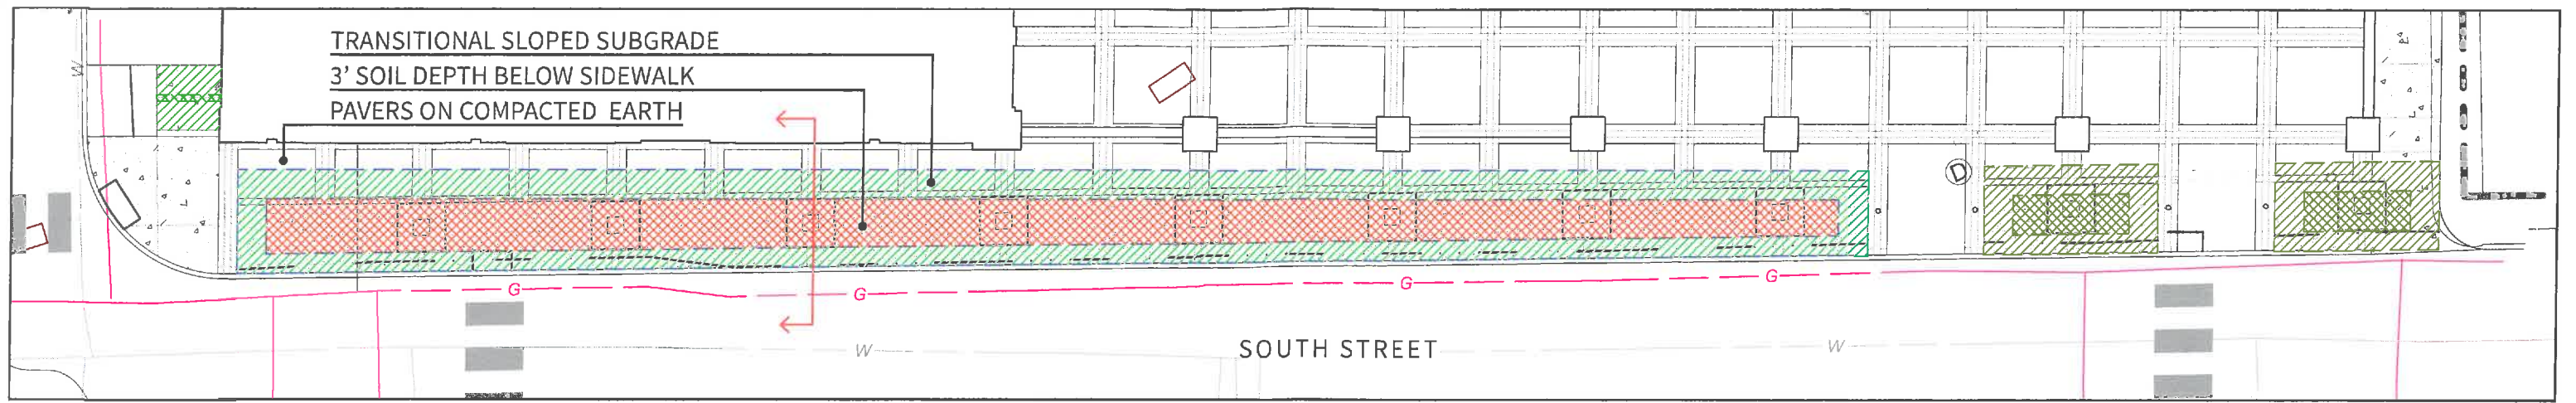 TRANSITIONAL SLOPED SUBGRADE
3' SOIL DEPTH BELOW SIDEWALK
PAVERS ON COMPACTED EARTH
W
D
G
G
G
G
W
SOUTH STREET
W